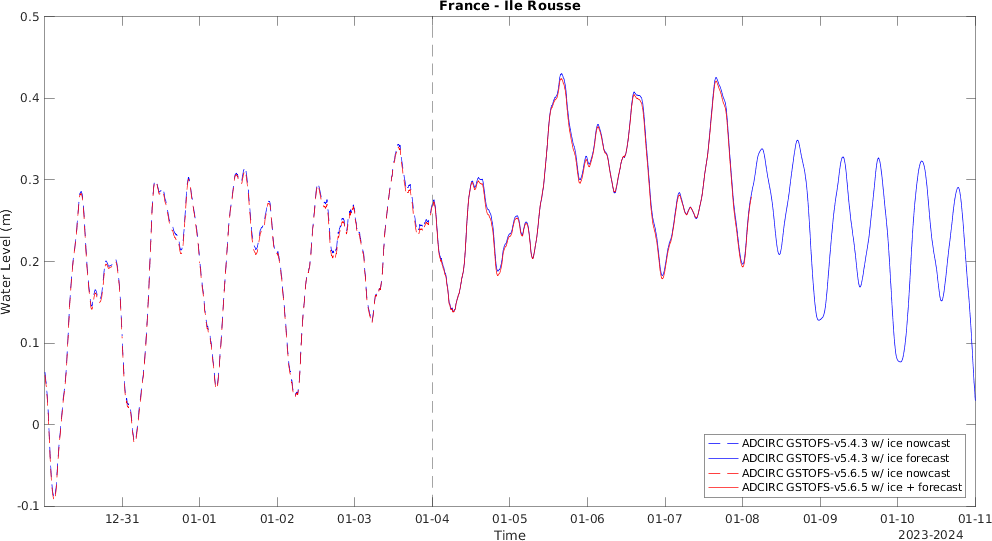 France - Ile Rousse
Water Level (m)
0.5
0.4
0.3
0.2
0.1
0
-0.1
12-31 01-01 01-02 01-03 01-04 01-05 01-06 01-07 01-08 01-09 01-10 01-11
Time
2023-2024
ADCIRC GSTOFS-v5.4.3 w/ ice nowcast
ADCIRC GSTOFS-v5.4.3 w/ ice forecast
ADCIRC GSTOFS-v5.6.5 w/ ice nowcast
ADCIRC GSTOFS-v5.6.5 w/ ice + forecast